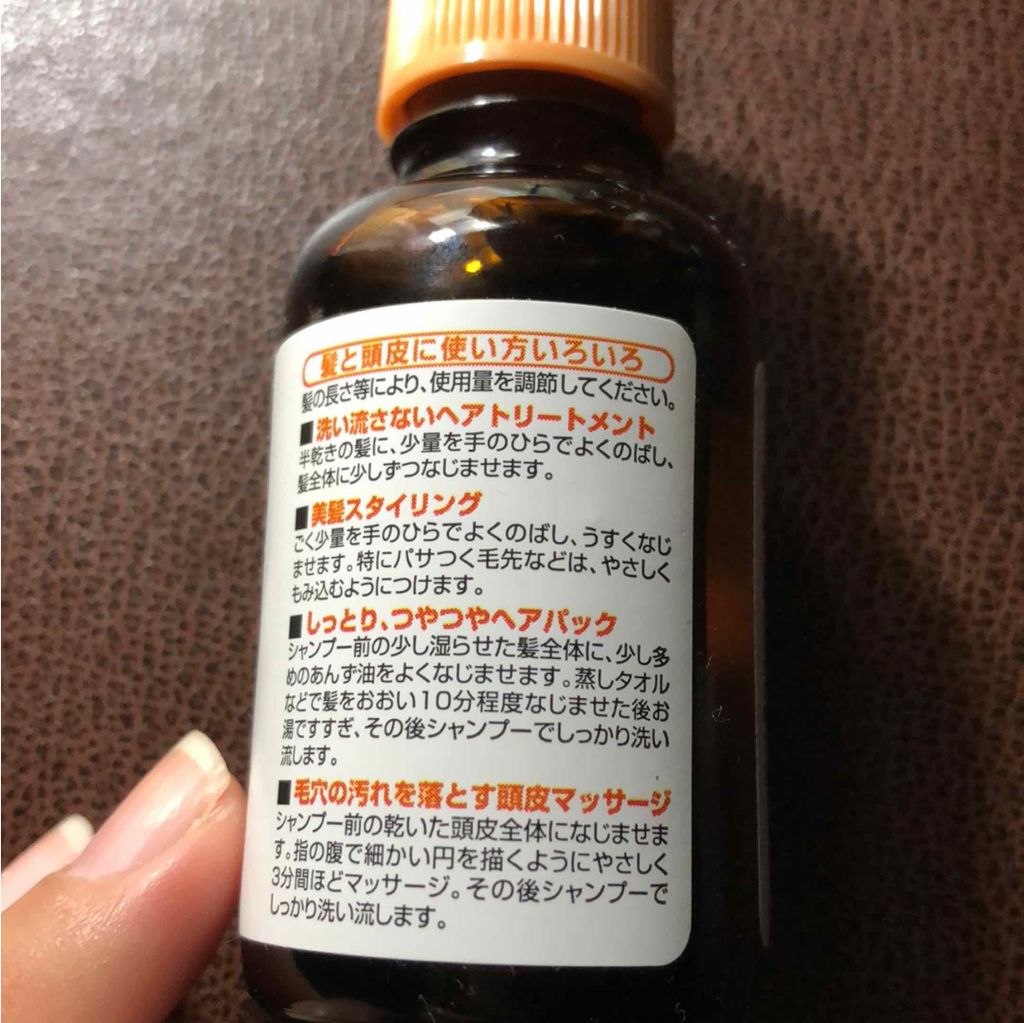 髪と頭皮に使い方いろいろ
髪の長さ等により、使用量を調節してください。
■洗い流さないヘアトリートメント
半乾きの髪に、少量を手のひらでよくのばし、
髪全体に少しずつなじませます。
■美髪スタイリング
ごく少量を手のひらでよくのばし、うすくなじ
ませます。特にパサつく毛先などは、やさしく
もみ込むようにつけます。
■しっとり、つやつやヘアパック
シャンプー前の少し湿らせた髪全体に、少し多
めのあんず油をよくなじませます。蒸しタオル
などで髪をおおい10分程度なじませた後お
湯ですすぎ、その後シャンプーでしっかり洗い
流します。
■毛穴の汚れを落とす頭皮マッサージ
シャンプー前の乾いた頭皮全体になじませま
す。指の腹で細かい円を描くようにやさしく
3分間ほどマッサージ。その後シャンプーで
しっかり洗い流します。